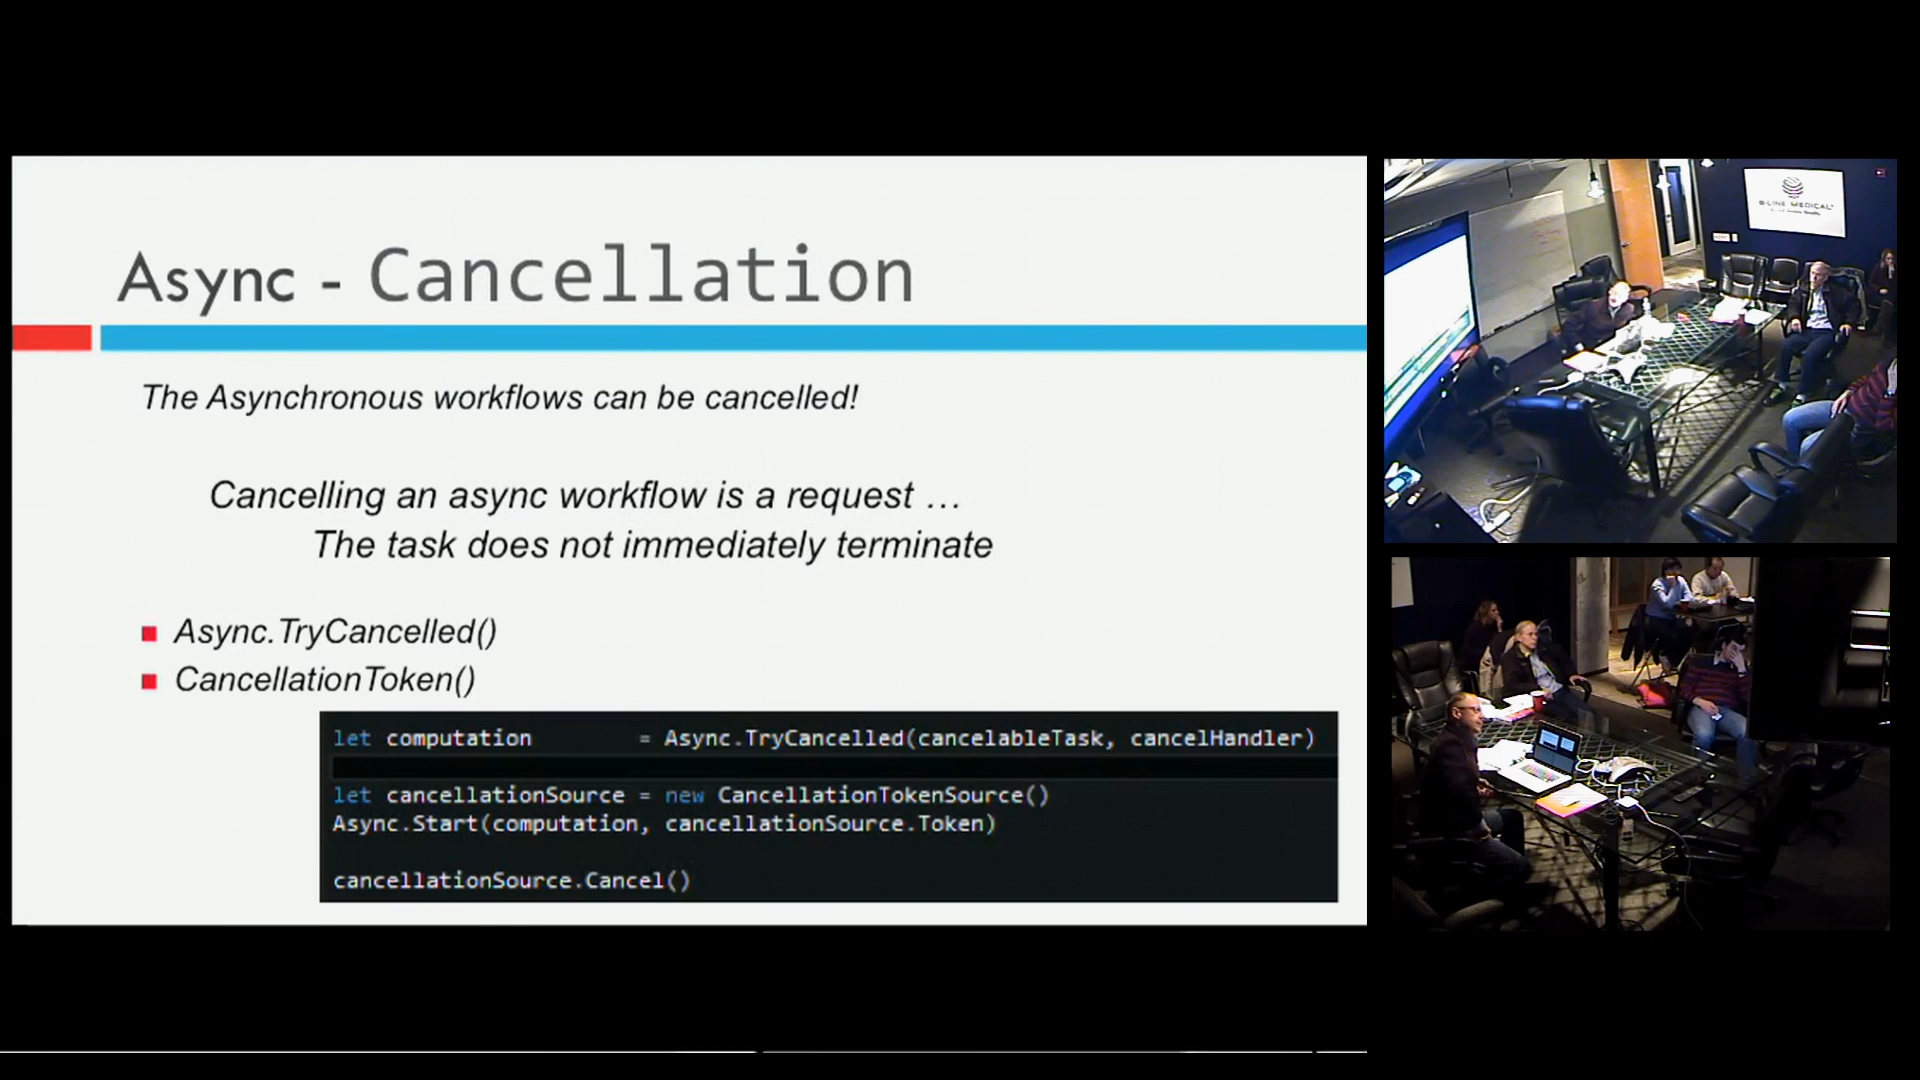 Async - Cancellation
The Asynchronous workflows can be cancelled!
Cancelling an async workflow is a request …
The task does not immediately terminate
Async.TryCancelled()
CancellationToken()
let computation = Async.TryCancelled(cancelableTask, cancelHandler)
let cancellationSource = new CancellationTokenSource()
Async.Start(computation, cancellationSource.Token)
cancellationSource.Cancel()
B-LINE MEDICAL